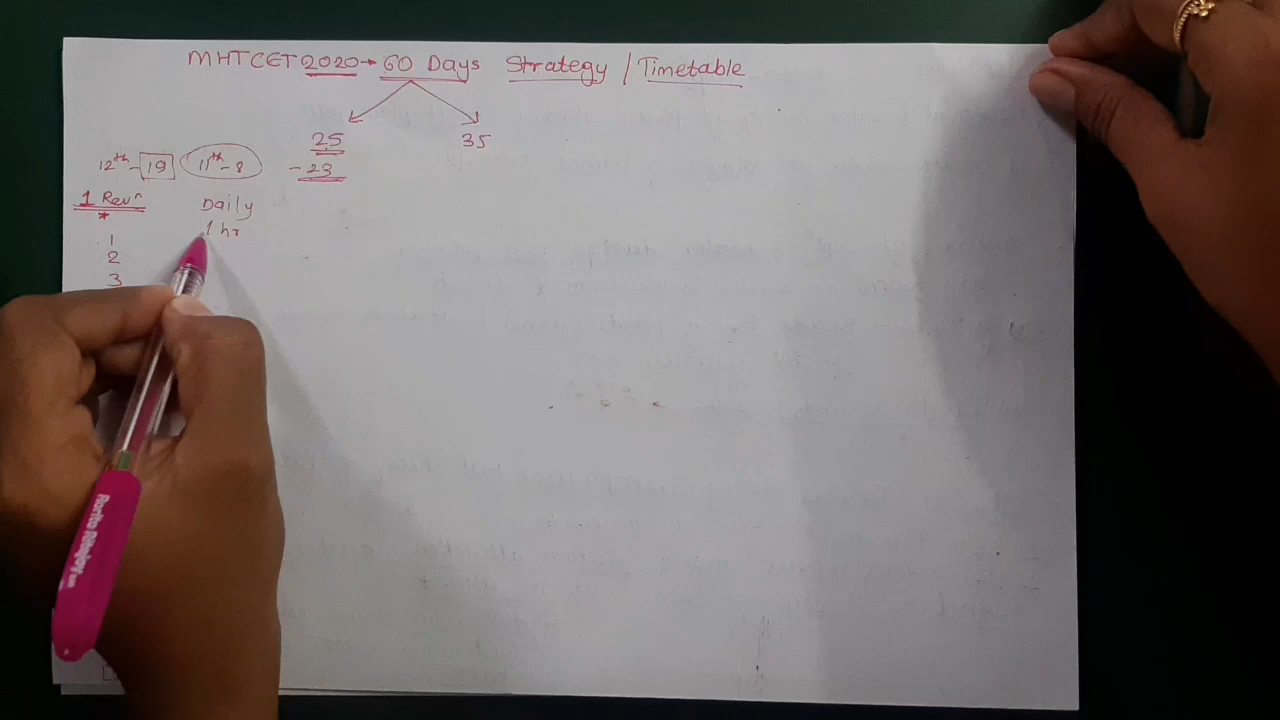 MHTCET 2020 → 60 Days Strategy / Timetable
25 35
12th - 19 11th - 8 - 23
1 Revn Daily
* 1 hr
1
2
3
Rorito